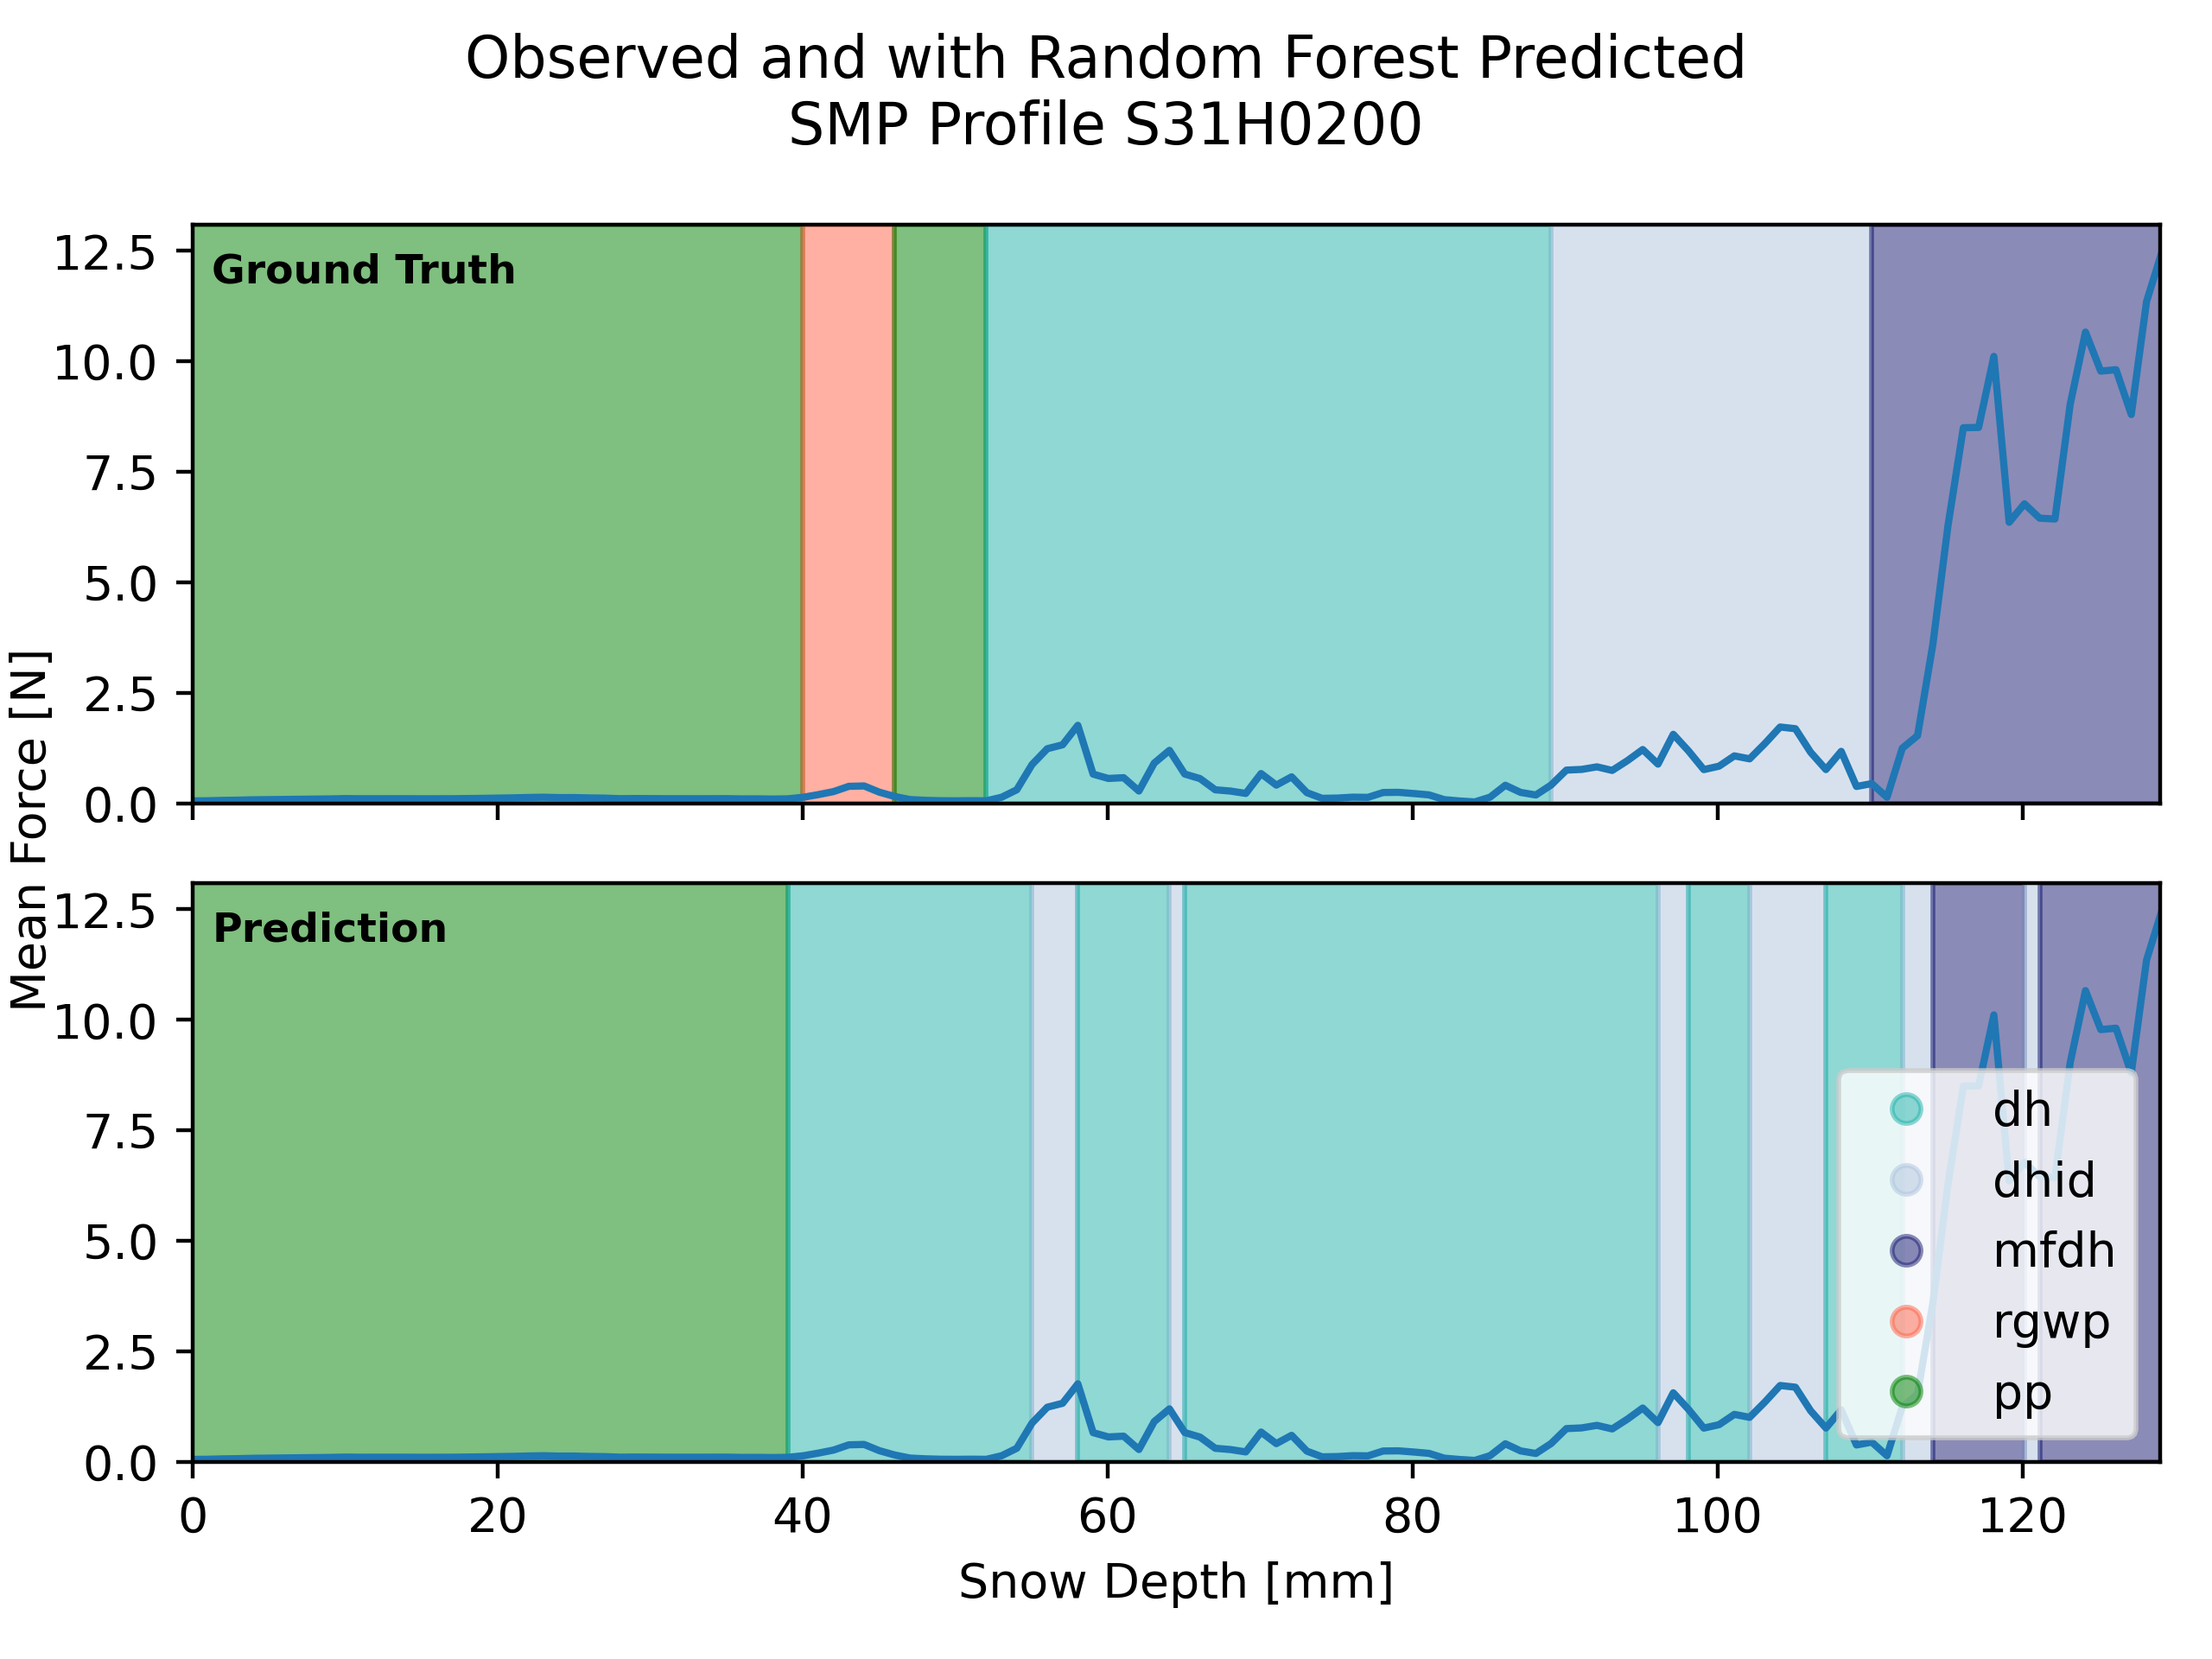 Observed and with Random Forest Predicted
SMP Profile S31H0200
Mean Force [N]
12.5
10.0
7.5
5.0
2.5
0.0
Ground Truth
12.5
10.0
7.5
5.0
2.5
0.0
Prediction
dh
dhid
mfdh
rgwp
pp
0 20 40 60 80 100 120
Snow Depth [mm]